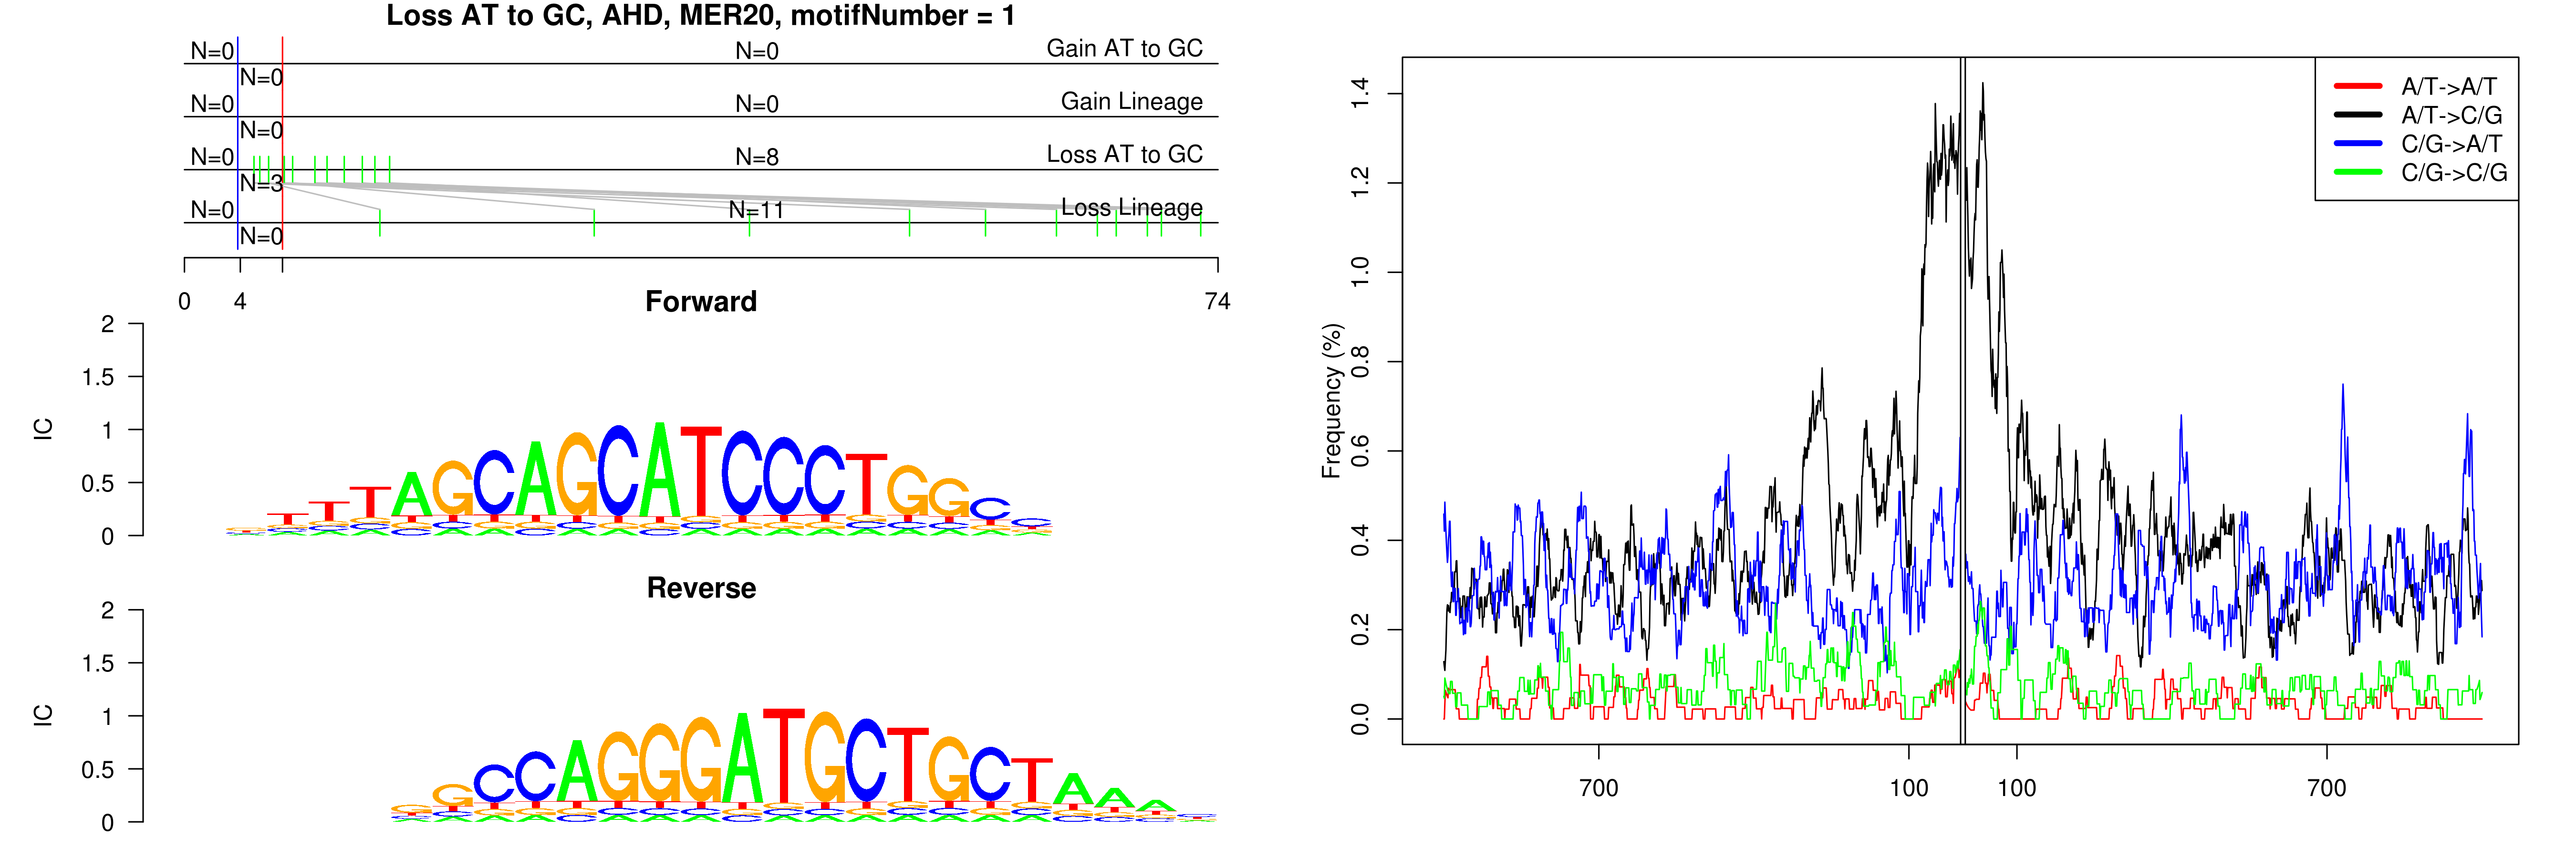 Loss AT to GC, AHD, MER20, motifNumber = 1
N=0 N=0 Gain AT to GC
N=0
N=0 N=0 Gain Lineage
N=0
N=0 N=8 Loss AT to GC
N=3
N=0 N=11 Loss Lineage
N=0
0 4 74
Forward
2
1.5
1
0.5
0
IC
TTTAGCAGCATCCCTGGC
Reverse
2
1.5
1
0.5
0
IC
GCCAGGGATGCTGCTAAA
Frequency (%)
1.4
1.2
1.0
0.8
0.6
0.4
0.2
0.0
700 100 100 700
A/T->A/T
A/T->C/G
C/G->A/T
C/G->C/G